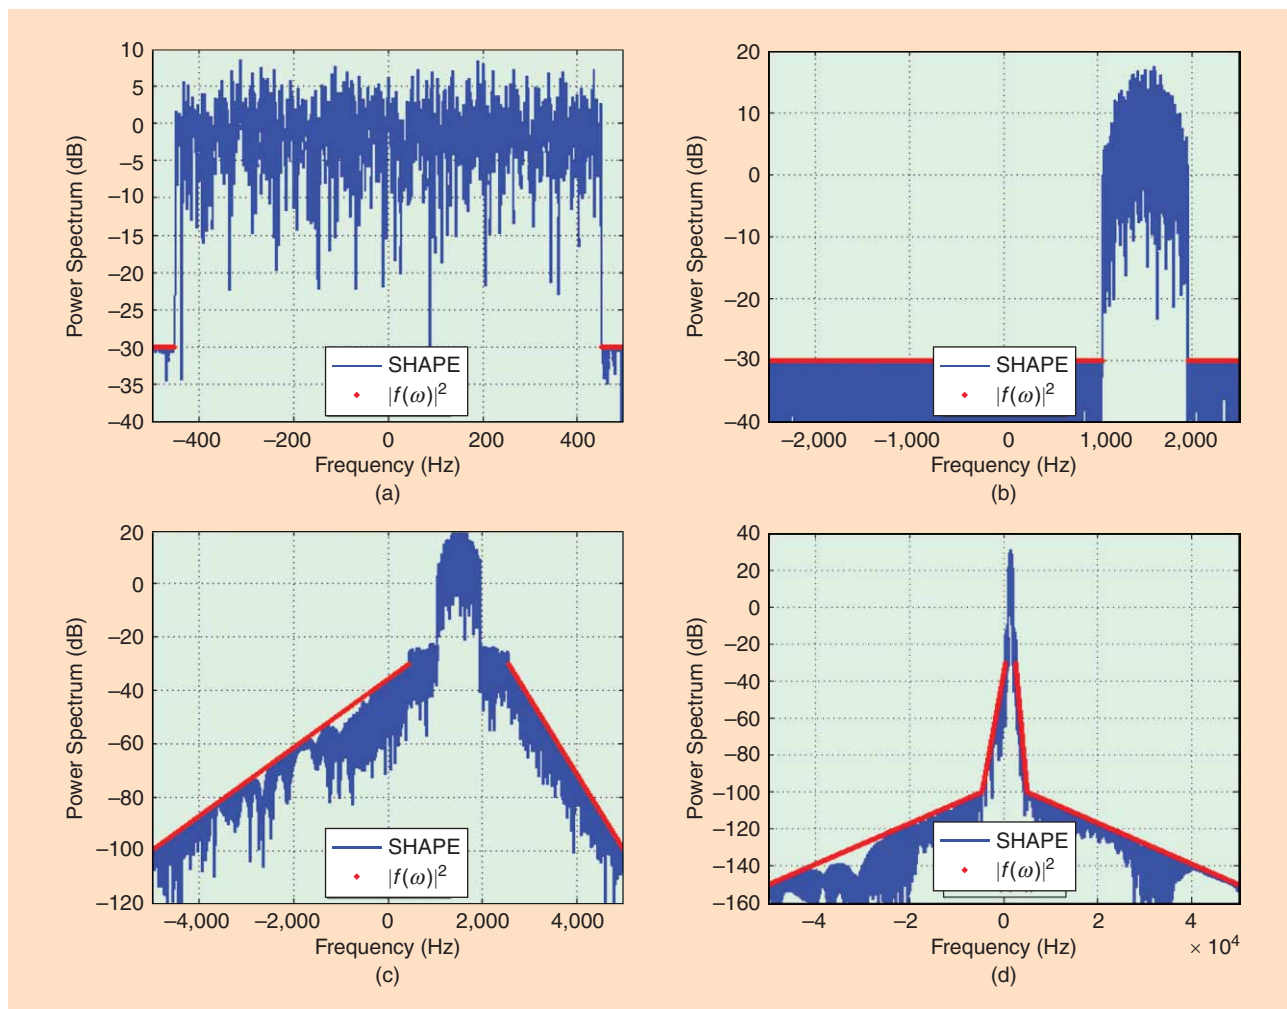 10
5
0
–5
–10
–15
–20
–25
–30
–35
–40
Power Spectrum (dB)
SHAPE
|f(ω)|²
–400 –200 0 200 400
Frequency (Hz)
(a)
20
10
0
–10
–20
–30
–40
Power Spectrum (dB)
SHAPE
|f(ω)|²
–2,000 –1,000 0 1,000 2,000
Frequency (Hz)
(b)
20
0
–20
–40
–60
–80
–100
–120
Power Spectrum (dB)
SHAPE
|f(ω)|²
–4,000 –2,000 0 2,000 4,000
Frequency (Hz)
(c)
40
20
0
–20
–40
–60
–80
–100
–120
–140
–160
Power Spectrum (dB)
SHAPE
|f(ω)|²
–4 –2 0 2 4
Frequency (Hz) × 10⁴
(d)